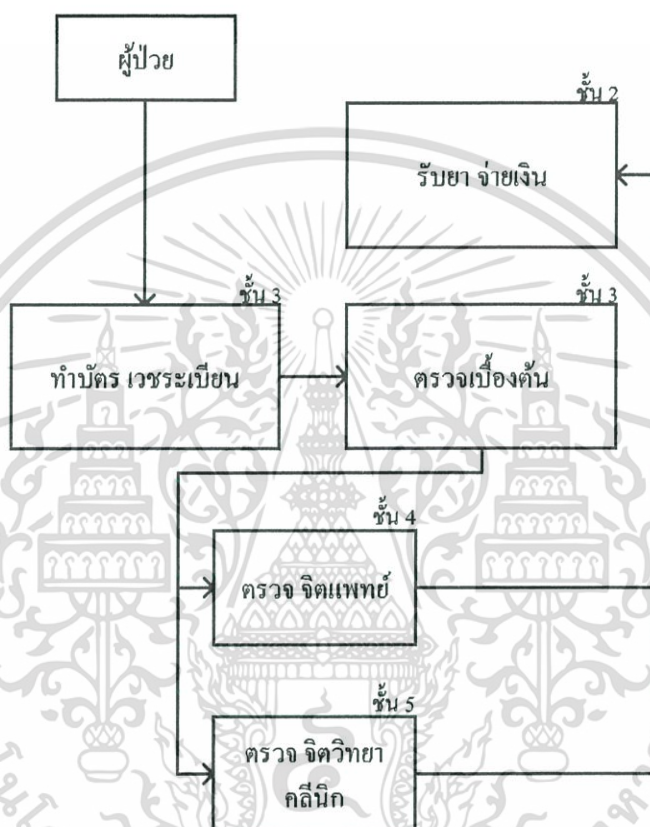 ผู้ป่วย
ชั้น 2
รับยา จ่ายเงิน
ชั้น 3
ทำบัตร เวชระเบียน
ชั้น 3
ตรวจเบื้องต้น
ชั้น 4
ตรวจ จิตแพทย์
ชั้น 5
ตรวจ จิตวิทยา
คลีนิก